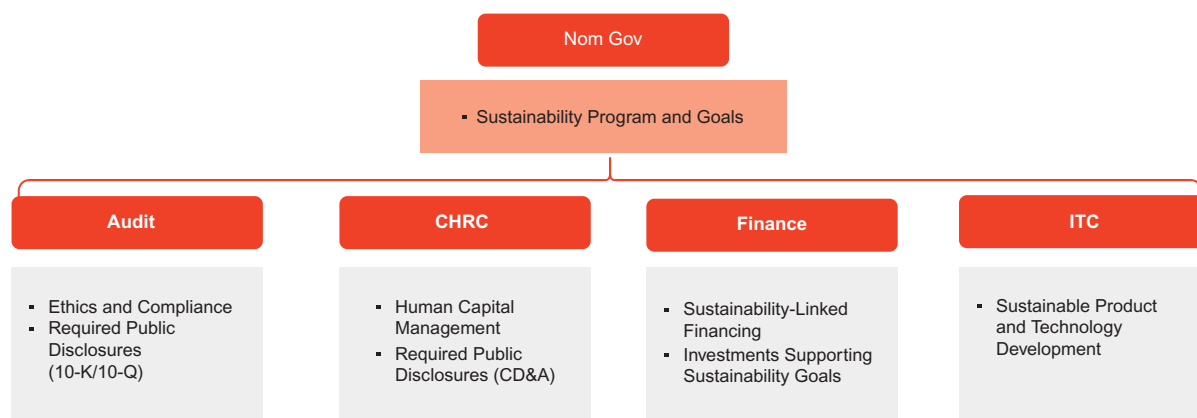 Nom Gov
▪ Sustainability Program and Goals
Audit
▪ Ethics and Compliance
▪ Required Public
Disclosures
(10-K/10-Q)
CHRC
▪ Human Capital
Management
▪ Required Public
Disclosures (CD&A)
Finance
▪ Sustainability-Linked
Financing
▪ Investments Supporting
Sustainability Goals
ITC
▪ Sustainable Product
and Technology
Development